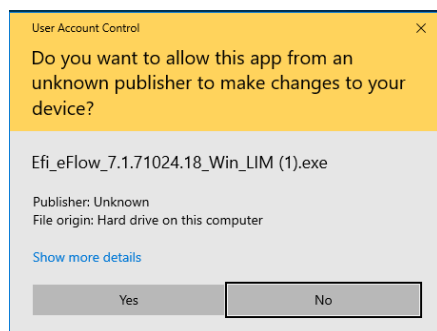 User Account Control
Do you want to allow this app from an
unknown publisher to make changes to your
device?
Efi_eFlow_7.1.71024.18_Win_LIM (1).exe
Publisher: Unknown
File origin: Hard drive on this computer
Show more details
Yes
No